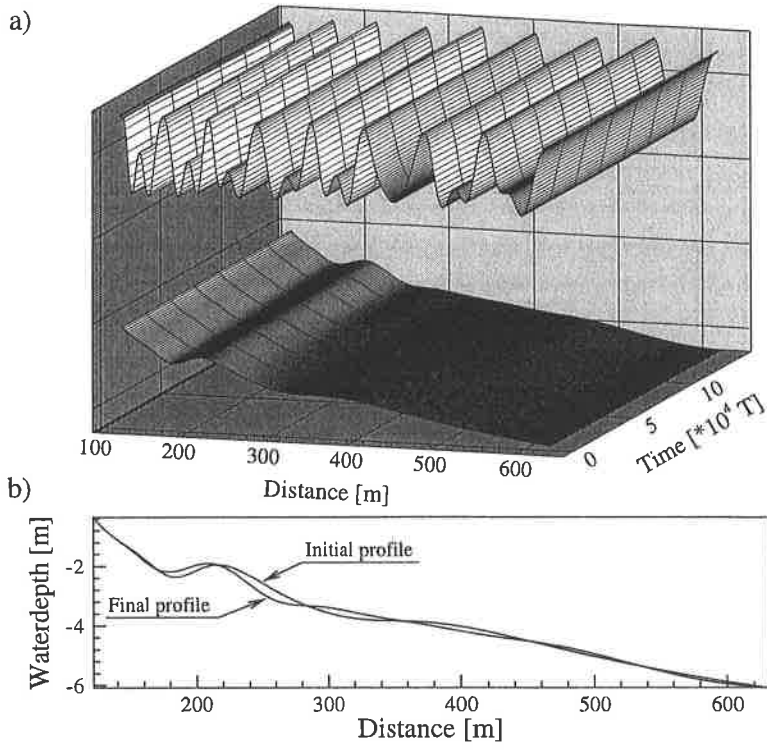 a)
100
200
300
400
500
600
Distance [m]
0
5
10
Time [*10⁴ T]
b)
Waterdepth [m]
-2
-4
-6
Initial profile
Final profile
200
300
400
500
600
Distance [m]